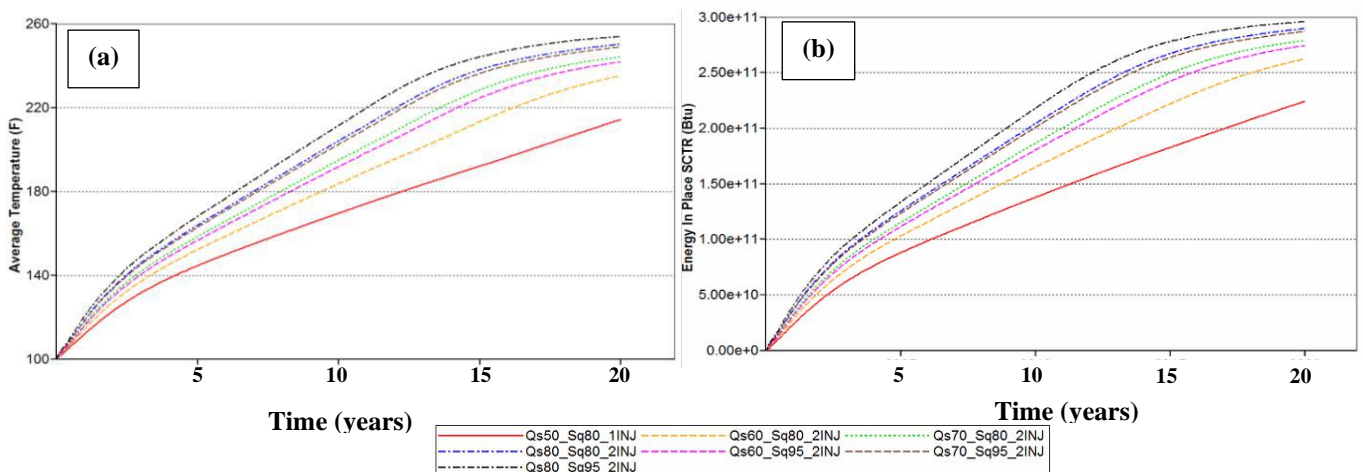 (a)
Average Temperature (F)
260
220
180
140
100
5 10 15 20
Time (years)
(b)
Energy In Place SCTR (Btu)
3.00e+11
2.50e+11
2.00e+11
1.50e+11
1.00e+11
5.00e+10
0.00e+0
5 10 15 20
Time (years)
Qs50_Sq80_1INJ Qs60_Sq80_2INJ Qs70_Sq80_2INJ
Qs80_Sq80_2INJ Qs60_Sq95_2INJ Qs70_Sq95_2INJ
Qs80_Sq95_2INJ